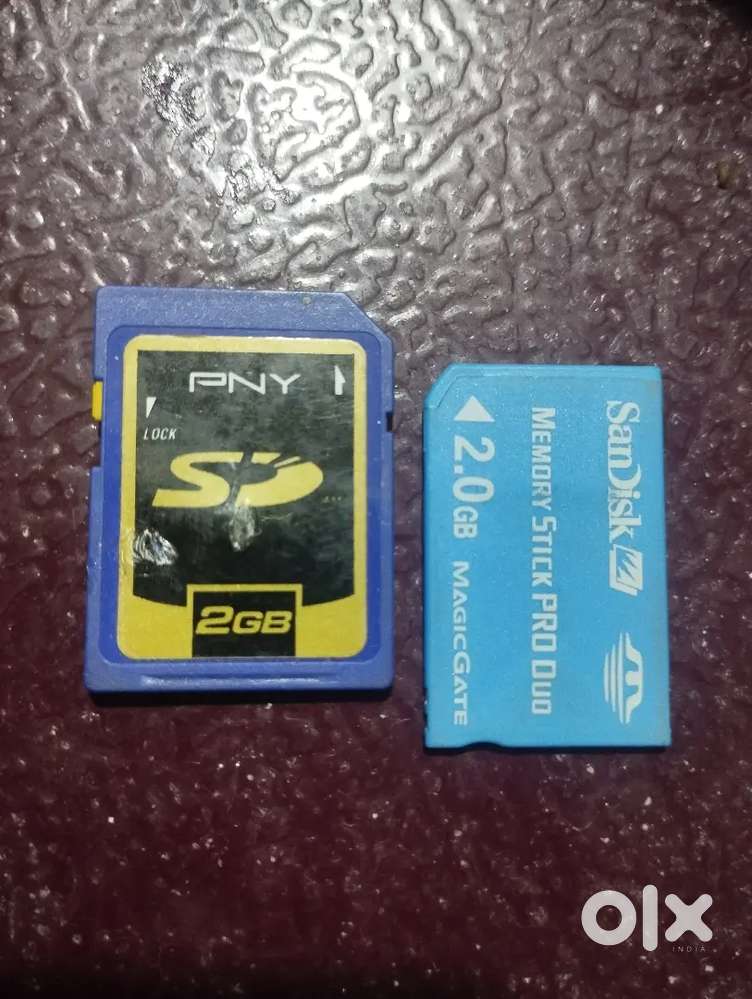 PNY
LOCK
SD
2GB
SanDisk
MEMORY STICK PRO DUO
2.0GB MAGICGATE
olx
INDIA